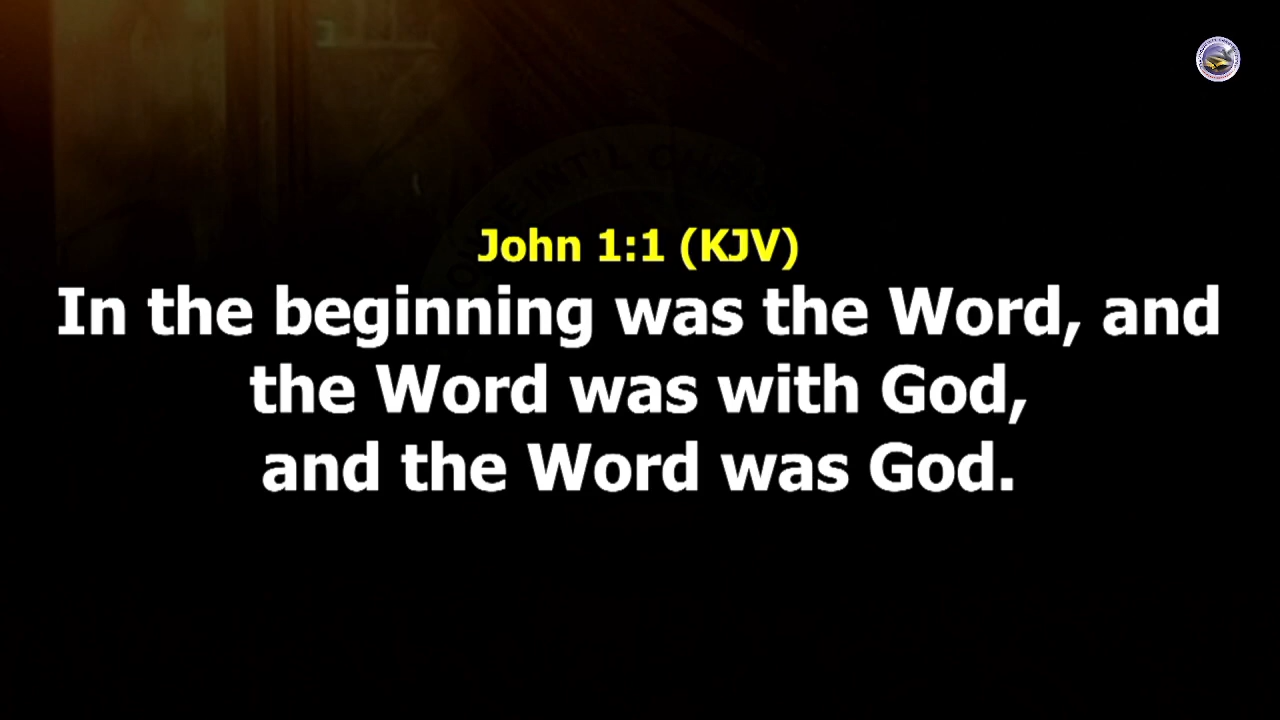 John 1:1 (KJV)
In the beginning was the Word, and
the Word was with God,
and the Word was God.